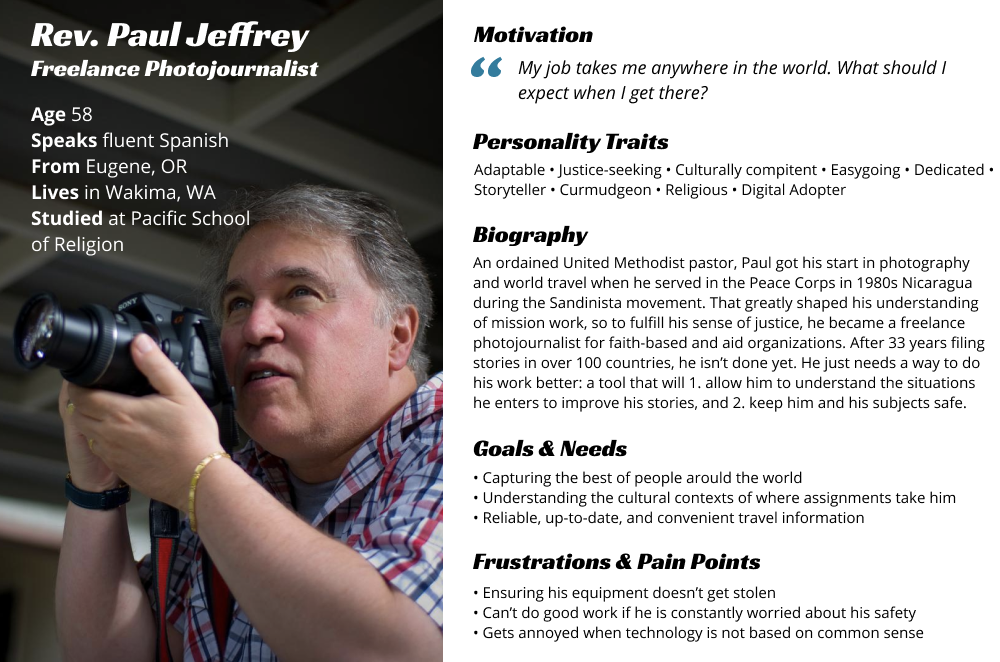 Rev. Paul Jeffrey
Freelance Photojournalist
Age 58
Speaks fluent Spanish
From Eugene, OR
Lives in Wakima, WA
Studied at Pacific School
of Religion
SONY
Motivation
“ My job takes me anywhere in the world. What should I
expect when I get there?
Personality Traits
Adaptable • Justice-seeking • Culturally compitent • Easygoing • Dedicated •
Storyteller • Curmudgeon • Religious • Digital Adopter
Biography
An ordained United Methodist pastor, Paul got his start in photography
and world travel when he served in the Peace Corps in 1980s Nicaragua
during the Sandinista movement. That greatly shaped his understanding
of mission work, so to fulfill his sense of justice, he became a freelance
photojournalist for faith-based and aid organizations. After 33 years filing
stories in over 100 countries, he isn’t done yet. He just needs a way to do
his work better: a tool that will 1. allow him to understand the situations
he enters to improve his stories, and 2. keep him and his subjects safe.
Goals & Needs
• Capturing the best of people around the world
• Understanding the cultural contexts of where assignments take him
• Reliable, up-to-date, and convenient travel information
Frustrations & Pain Points
• Ensuring his equipment doesn’t get stolen
• Can’t do good work if he is constantly worried about his safety
• Gets annoyed when technology is not based on common sense